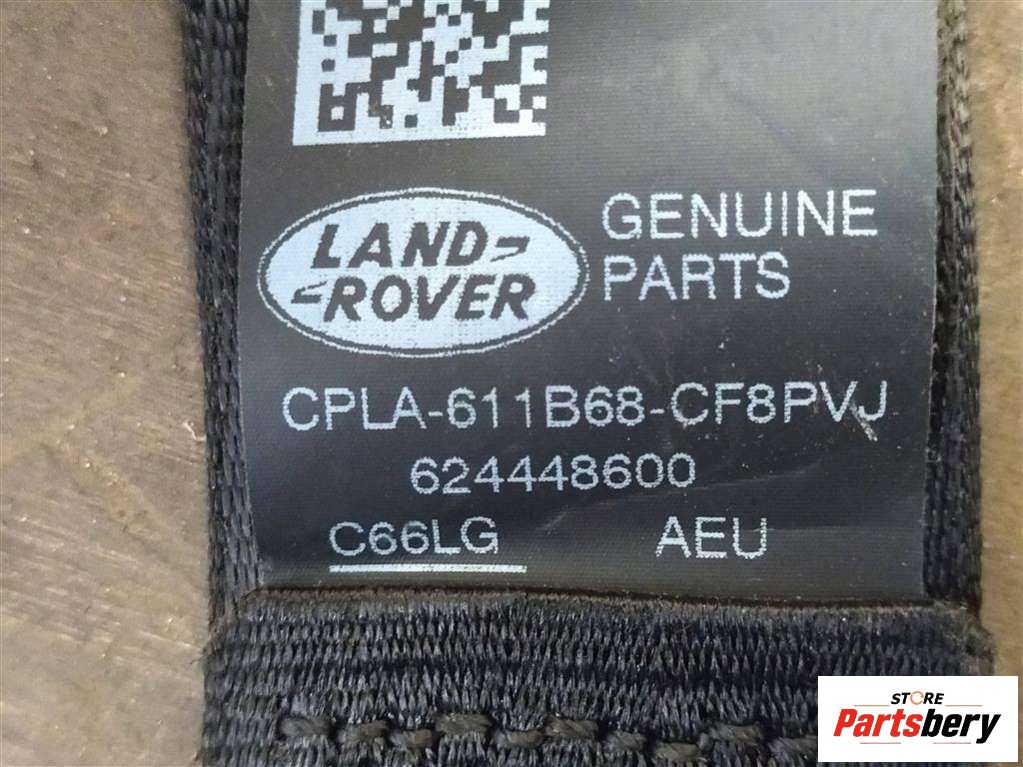 LAND
ROVER
GENUINE
PARTS
CPLA-611B68-CF8PVJ
624448600
C66LG AEU
STORE
Partsbery